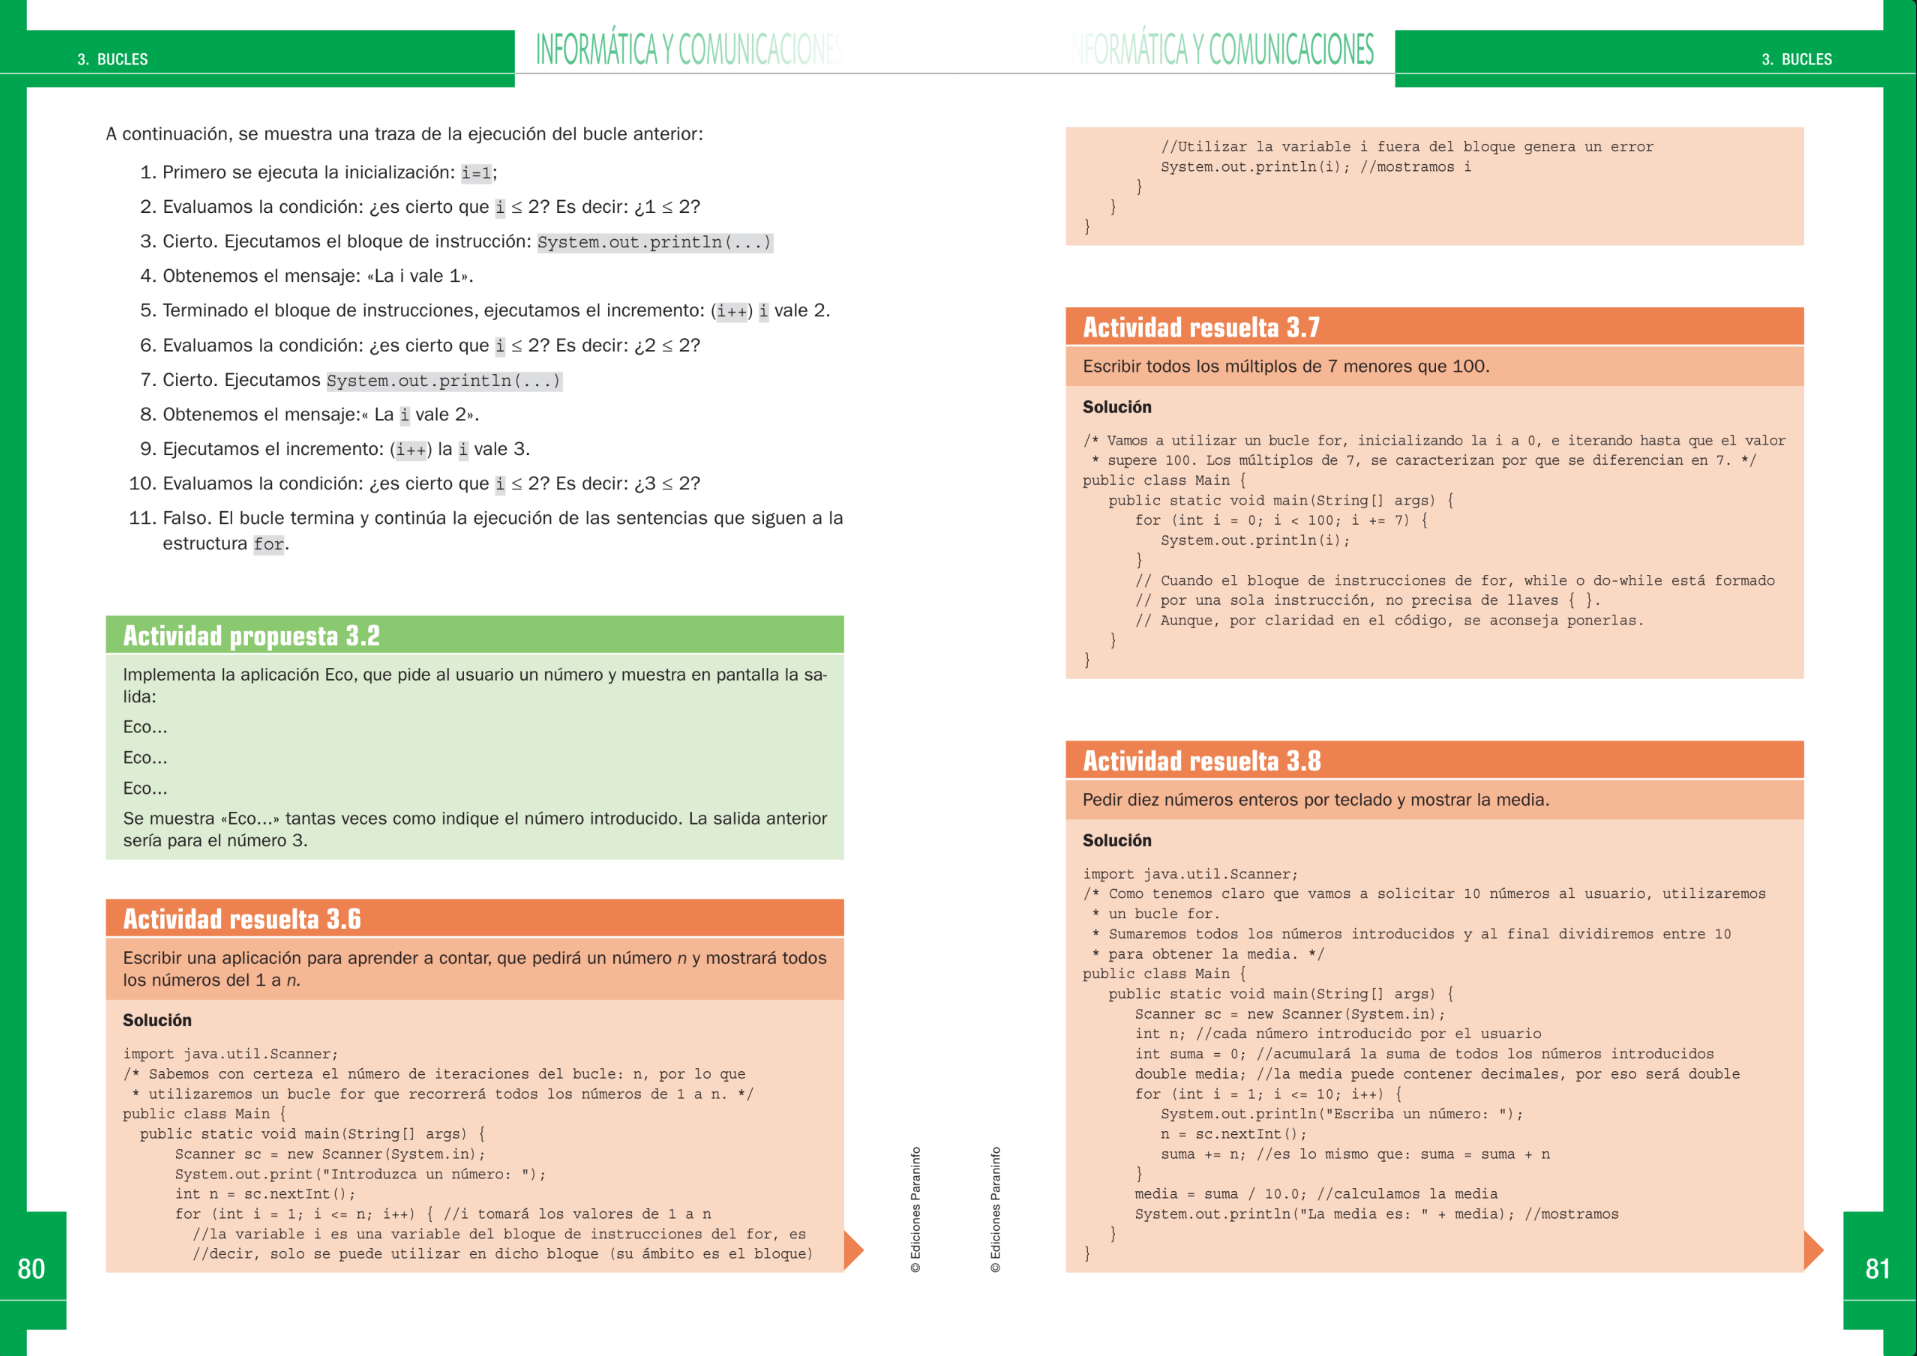 3. BUCLES
INFORMÁTICA Y COMUNICACIONES
A continuación, se muestra una traza de la ejecución del bucle anterior:
1. Primero se ejecuta la inicialización: i=1;
2. Evaluamos la condición: ¿es cierto que i ≤ 2? Es decir: ¿1 ≤ 2?
3. Cierto. Ejecutamos el bloque de instrucción: System.out.println(...)
4. Obtenemos el mensaje: «La i vale 1».
5. Terminado el bloque de instrucciones, ejecutamos el incremento: (i++) i vale 2.
6. Evaluamos la condición: ¿es cierto que i ≤ 2? Es decir: ¿2 ≤ 2?
7. Cierto. Ejecutamos System.out.println(...)
8. Obtenemos el mensaje:« La i vale 2».
9. Ejecutamos el incremento: (i++) la i vale 3.
10. Evaluamos la condición: ¿es cierto que i ≤ 2? Es decir: ¿3 ≤ 2?
11. Falso. El bucle termina y continúa la ejecución de las sentencias que siguen a la
estructura for.
Actividad propuesta 3.2
Implementa la aplicación Eco, que pide al usuario un número y muestra en pantalla la sa-
lida:
Eco...
Eco...
Eco...
Se muestra «Eco...» tantas veces como indique el número introducido. La salida anterior
sería para el número 3.
Actividad resuelta 3.6
Escribir una aplicación para aprender a contar, que pedirá un número n y mostrará todos
los números del 1 a n.
Solución
import java.util.Scanner;
/* Sabemos con certeza el número de iteraciones del bucle: n, por lo que
 * utilizaremos un bucle for que recorrerá todos los números de 1 a n. */
public class Main {
  public static void main(String[] args) {
      Scanner sc = new Scanner(System.in);
      System.out.print("Introduzca un número: ");
      int n = sc.nextInt();
      for (int i = 1; i <= n; i++) { //i tomará los valores de 1 a n
        //la variable i es una variable del bloque de instrucciones del for, es
        //decir, solo se puede utilizar en dicho bloque (su ámbito es el bloque)
© Ediciones Paraninfo
80
INFORMÁTICA Y COMUNICACIONES
3. BUCLES
         //Utilizar la variable i fuera del bloque genera un error
         System.out.println(i); //mostramos i
      }
   }
}
Actividad resuelta 3.7
Escribir todos los múltiplos de 7 menores que 100.
Solución
/* Vamos a utilizar un bucle for, inicializando la i a 0, e iterando hasta que el valor
 * supere 100. Los múltiplos de 7, se caracterizan por que se diferencian en 7. */
public class Main {
   public static void main(String[] args) {
      for (int i = 0; i < 100; i += 7) {
         System.out.println(i);
      }
      // Cuando el bloque de instrucciones de for, while o do-while está formado
      // por una sola instrucción, no precisa de llaves { }.
      // Aunque, por claridad en el código, se aconseja ponerlas.
   }
}
Actividad resuelta 3.8
Pedir diez números enteros por teclado y mostrar la media.
Solución
import java.util.Scanner;
/* Como tenemos claro que vamos a solicitar 10 números al usuario, utilizaremos
 * un bucle for.
 * Sumaremos todos los números introducidos y al final dividiremos entre 10
 * para obtener la media. */
public class Main {
   public static void main(String[] args) {
      Scanner sc = new Scanner(System.in);
      int n; //cada número introducido por el usuario
      int suma = 0; //acumulará la suma de todos los números introducidos
      double media; //la media puede contener decimales, por eso será double
      for (int i = 1; i <= 10; i++) {
         System.out.println("Escriba un número: ");
         n = sc.nextInt();
         suma += n; //es lo mismo que: suma = suma + n
      }
      media = suma / 10.0; //calculamos la media
      System.out.println("La media es: " + media); //mostramos
   }
}
© Ediciones Paraninfo
81